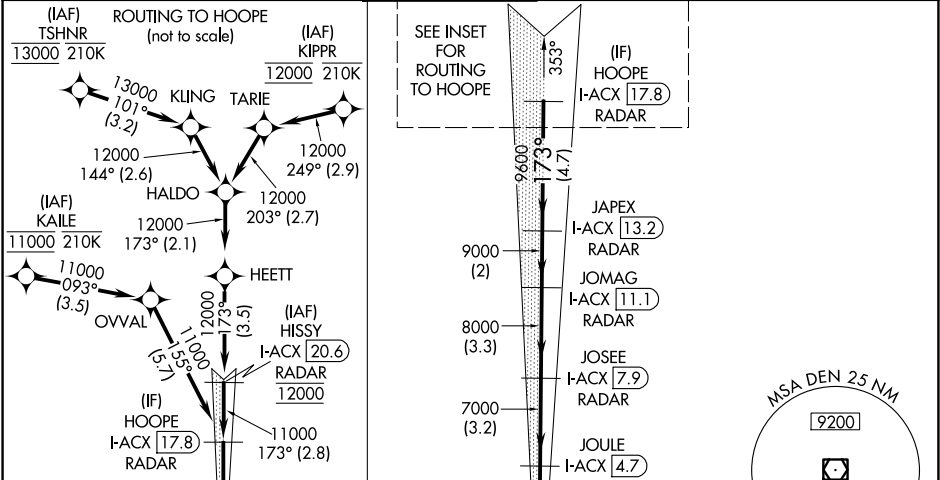 ROUTING TO HOOPE
(not to scale)
(IAF)
TSHNR
13000 210K
(IAF)
KIPPR
12000 210K
13000
101°
(3.2)
KLING
TARIE
12000
144° (2.6)
12000
249° (2.9)
HALDO
12000
203° (2.7)
12000
173° (2.1)
(IAF)
KAILE
11000 210K
11000
093°
(3.5)
OVVAL
HEETT
12000
173°
(3.5)
11000
155°
(5.7)
(IAF)
HISSY
I-ACX 20.6
RADAR
12000
(IF)
HOOPE
I-ACX 17.8
RADAR
11000
173° (2.8)
SEE INSET
FOR
ROUTING
TO HOOPE
353°
(IF)
HOOPE
I-ACX 17.8
RADAR
9600
173°
(4.7)
JAPEX
I-ACX 13.2
RADAR
9000
(2)
JOMAG
I-ACX 11.1
RADAR
8000
(3.3)
JOSEE
I-ACX 7.9
RADAR
7000
(3.2)
JOULE
I-ACX 4.7
MSA DEN 25 NM
9200